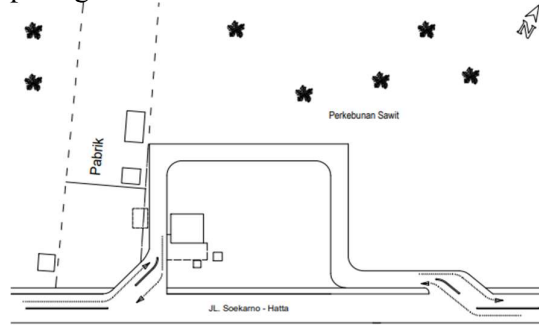 N
Perkebunan Sawit
Pabrik
JL. Soekarno - Hatta